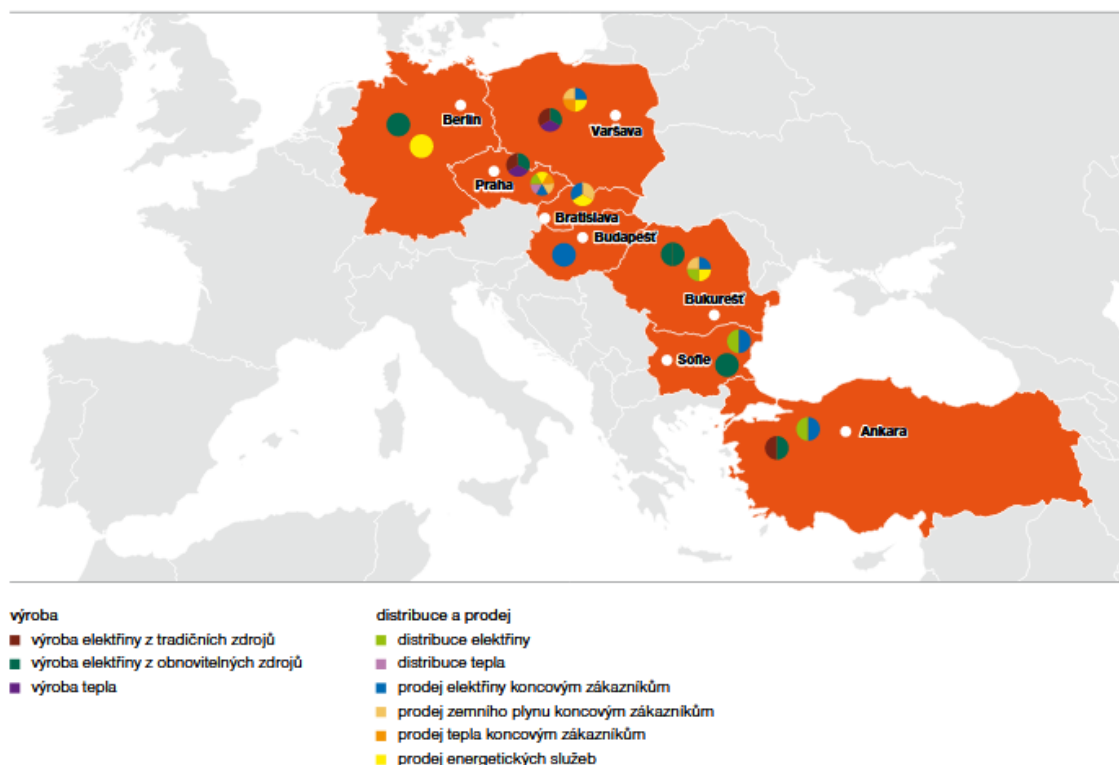 Berlin
Varšava
Praha
Bratislava
Budapešť
Bukurešť
Sofie
Ankara
výroba
výroba elektřiny z tradičních zdrojů
výroba elektřiny z obnovitelných zdrojů
výroba tepla
distribuce a prodej
distribuce elektřiny
distribuce tepla
prodej elektřiny koncovým zákazníkům
prodej zemního plynu koncovým zákazníkům
prodej tepla koncovým zákazníkům
prodej energetických služeb